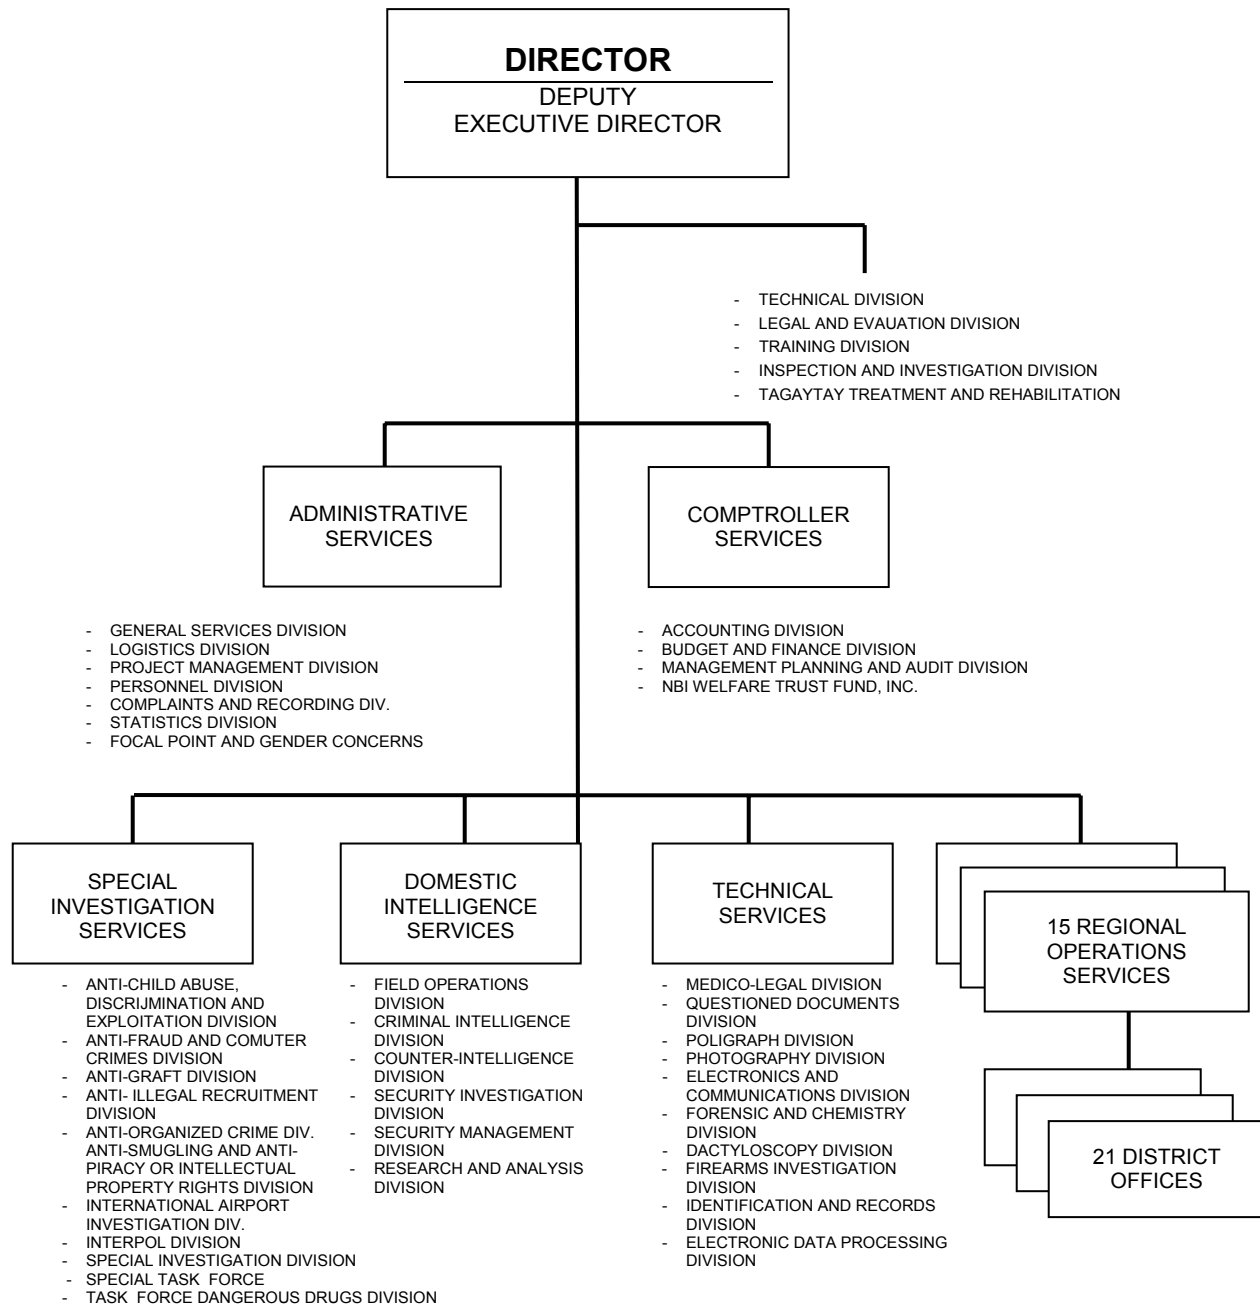 DIRECTOR
DEPUTY
EXECUTIVE DIRECTOR
- TECHNICAL DIVISION
- LEGAL AND EVAUATION DIVISION
- TRAINING DIVISION
- INSPECTION AND INVESTIGATION DIVISION
- TAGAYTAY TREATMENT AND REHABILITATION
ADMINISTRATIVE
SERVICES
COMPTROLLER
SERVICES
- GENERAL SERVICES DIVISION
- LOGISTICS DIVISION
- PROJECT MANAGEMENT DIVISION
- PERSONNEL DIVISION
- COMPLAINTS AND RECORDING DIV.
- STATISTICS DIVISION
- FOCAL POINT AND GENDER CONCERNS
- ACCOUNTING DIVISION
- BUDGET AND FINANCE DIVISION
- MANAGEMENT PLANNING AND AUDIT DIVISION
- NBI WELFARE TRUST FUND, INC.
SPECIAL
INVESTIGATION
SERVICES
DOMESTIC
INTELLIGENCE
SERVICES
TECHNICAL
SERVICES
15 REGIONAL
OPERATIONS
SERVICES
- ANTI-CHILD ABUSE,
DISCRIJMINATION AND
EXPLOITATION DIVISION
- ANTI-FRAUD AND COMUTER
CRIMES DIVISION
- ANTI-GRAFT DIVISION
- ANTI- ILLEGAL RECRUITMENT
DIVISION
- ANTI-ORGANIZED CRIME DIV.
ANTI-SMUGLING AND ANTI-
PIRACY OR INTELLECTUAL
PROPERTY RIGHTS DIVISION
- INTERNATIONAL AIRPORT
INVESTIGATION DIV.
- INTERPOL DIVISION
- SPECIAL INVESTIGATION DIVISION
- SPECIAL TASK FORCE
- TASK FORCE DANGEROUS DRUGS DIVISION
- FIELD OPERATIONS
DIVISION
- CRIMINAL INTELLIGENCE
DIVISION
- COUNTER-INTELLIGENCE
DIVISION
- SECURITY INVESTIGATION
DIVISION
- SECURITY MANAGEMENT
DIVISION
- RESEARCH AND ANALYSIS
DIVISION
- MEDICO-LEGAL DIVISION
- QUESTIONED DOCUMENTS
DIVISION
- POLIGRAPH DIVISION
- PHOTOGRAPHY DIVISION
- ELECTRONICS AND
COMMUNICATIONS DIVISION
- FORENSIC AND CHEMISTRY
DIVISION
- DACTYLOSCOPY DIVISION
- FIREARMS INVESTIGATION
DIVISION
- IDENTIFICATION AND RECORDS
DIVISION
- ELECTRONIC DATA PROCESSING
DIVISION
21 DISTRICT
OFFICES